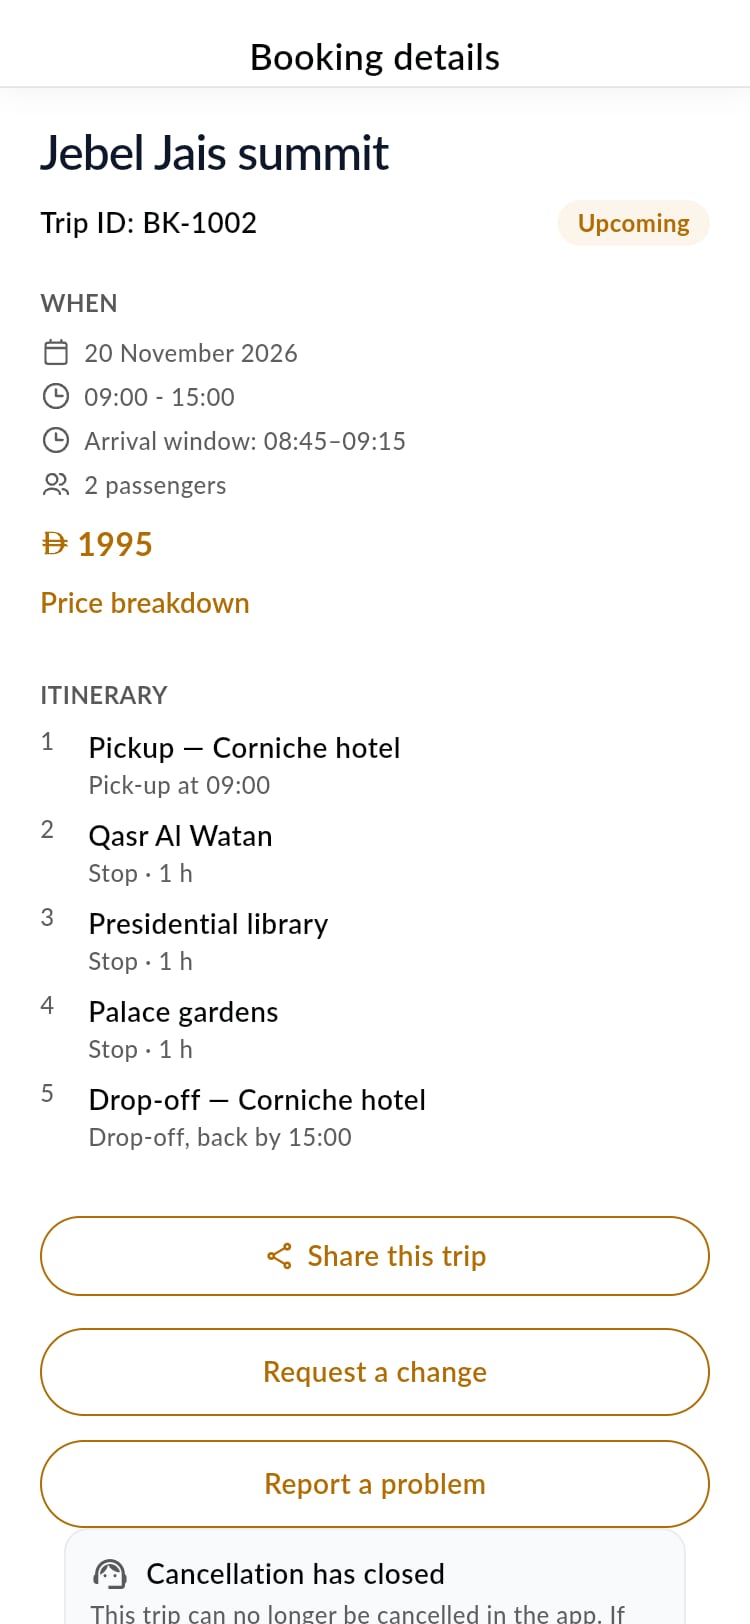 Booking details
Jebel Jais summit
Trip ID: BK-1002
Upcoming
WHEN
20 November 2026
09:00 - 15:00
Arrival window: 08:45–09:15
2 passengers
1995
Price breakdown
ITINERARY
1 Pickup — Corniche hotel
Pick-up at 09:00
2 Qasr Al Watan
Stop · 1 h
3 Presidential library
Stop · 1 h
4 Palace gardens
Stop · 1 h
5 Drop-off — Corniche hotel
Drop-off, back by 15:00
Share this trip
Request a change
Report a problem
Cancellation has closed
This trip can no longer be cancelled in the app. If